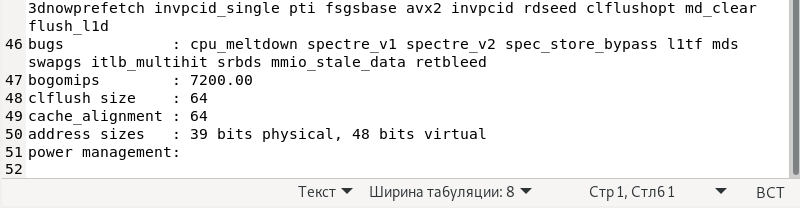 3dnowprefetch invpcid_single pti fsgsbase avx2 invpcid rdseed clflushopt md_clear
flush_l1d
46 bugs : cpu_meltdown spectre_v1 spectre_v2 spec_store_bypass l1tf mds
swapgs itlb_multihit srbds mmio_stale_data retbleed
47 bogomips : 7200.00
48 clflush size : 64
49 cache_alignment : 64
50 address sizes : 39 bits physical, 48 bits virtual
51 power management:
52
Текст Ширина табуляции: 8 Стр 1, Стлб 1 ВСТ